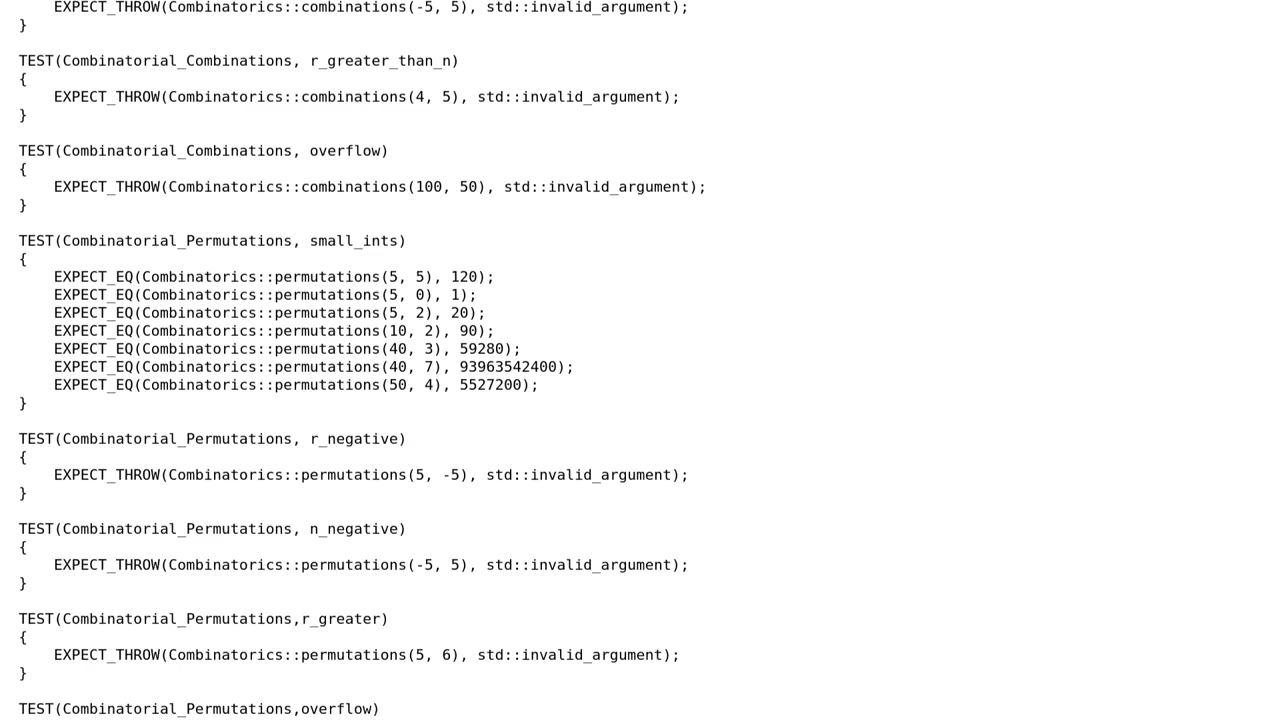 EXPECT_THROW(Combinatorics::combinations(-5, 5), std::invalid_argument);
}

TEST(Combinatorial_Combinations, r_greater_than_n)
{
    EXPECT_THROW(Combinatorics::combinations(4, 5), std::invalid_argument);
}

TEST(Combinatorial_Combinations, overflow)
{
    EXPECT_THROW(Combinatorics::combinations(100, 50), std::invalid_argument);
}

TEST(Combinatorial_Permutations, small_ints)
{
    EXPECT_EQ(Combinatorics::permutations(5, 5), 120);
    EXPECT_EQ(Combinatorics::permutations(5, 0), 1);
    EXPECT_EQ(Combinatorics::permutations(5, 2), 20);
    EXPECT_EQ(Combinatorics::permutations(10, 2), 90);
    EXPECT_EQ(Combinatorics::permutations(40, 3), 59280);
    EXPECT_EQ(Combinatorics::permutations(40, 7), 93963542400);
    EXPECT_EQ(Combinatorics::permutations(50, 4), 5527200);
}

TEST(Combinatorial_Permutations, r_negative)
{
    EXPECT_THROW(Combinatorics::permutations(5, -5), std::invalid_argument);
}

TEST(Combinatorial_Permutations, n_negative)
{
    EXPECT_THROW(Combinatorics::permutations(-5, 5), std::invalid_argument);
}

TEST(Combinatorial_Permutations,r_greater)
{
    EXPECT_THROW(Combinatorics::permutations(5, 6), std::invalid_argument);
}

TEST(Combinatorial_Permutations,overflow)